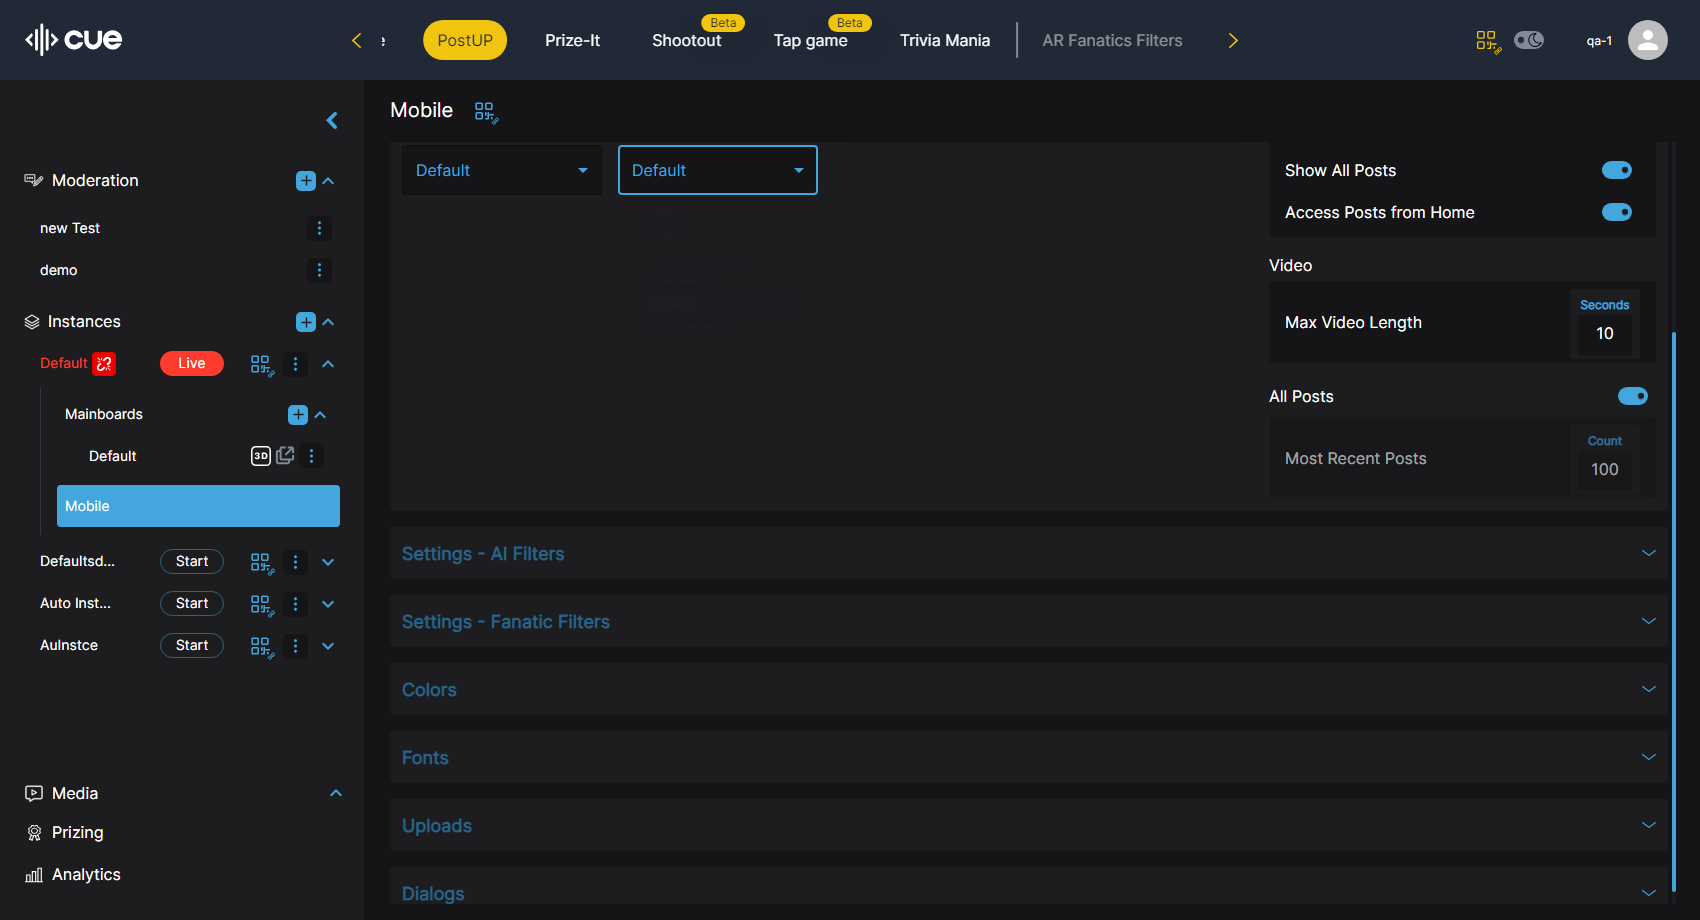 cue
e
PostUP
Prize-It
Beta
Shootout
Beta
Tap game
Trivia Mania
AR Fanatics Filters
qa-1
Moderation
new Test
demo
Instances
Default
Live
Mainboards
Default
3D
Mobile
Defaultsd...
Start
Auto Inst...
Start
AuInstce
Start
Media
Prizing
Analytics
Mobile
Default
Default
Show All Posts
Access Posts from Home
Video
Max Video Length
Seconds
10
All Posts
Most Recent Posts
Count
100
Settings - AI Filters
Settings - Fanatic Filters
Colors
Fonts
Uploads
Dialogs